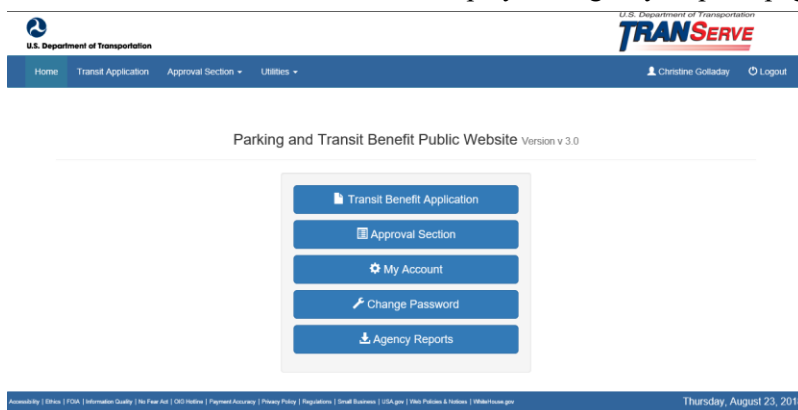 U.S. Department of Transportation
TRANSERVE
U.S. Department of Transportation
Home Transit Application Approval Section Utilities Christine Golladay Logout
Parking and Transit Benefit Public Website Version v 3.0
Transit Benefit Application
Approval Section
My Account
Change Password
Agency Reports
Accessibility | Ethics | FOIA | Information Quality | No Fear Act | OIG Hotline | Payment Accuracy | Privacy Policy | Regulations | Small Business | USA.gov | Web Policies & Notices | WhiteHouse.gov Thursday, August 23, 201